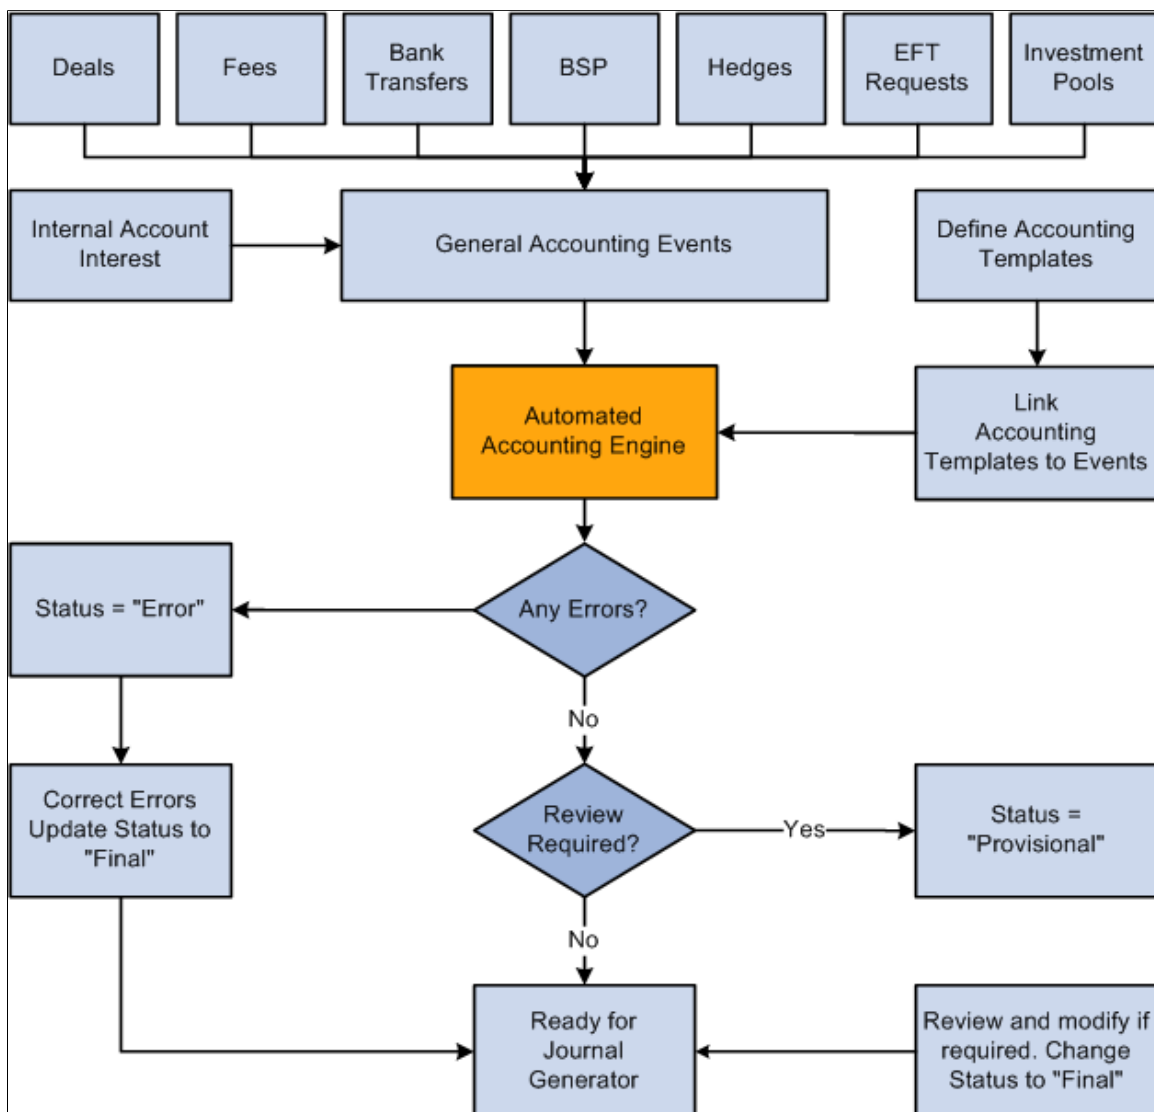 Deals
Fees
Bank
Transfers
BSP
Hedges
EFT
Requests
Investment
Pools
Internal Account
Interest
General Accounting Events
Define Accounting
Templates
Automated
Accounting Engine
Link
Accounting
Templates to Events
Status = "Error"
Any Errors?
No
Correct Errors
Update Status to
"Final"
Review
Required?
Yes
Status =
"Provisional"
No
Ready for
Journal
Generator
Review and modify if
required. Change
Status to "Final"